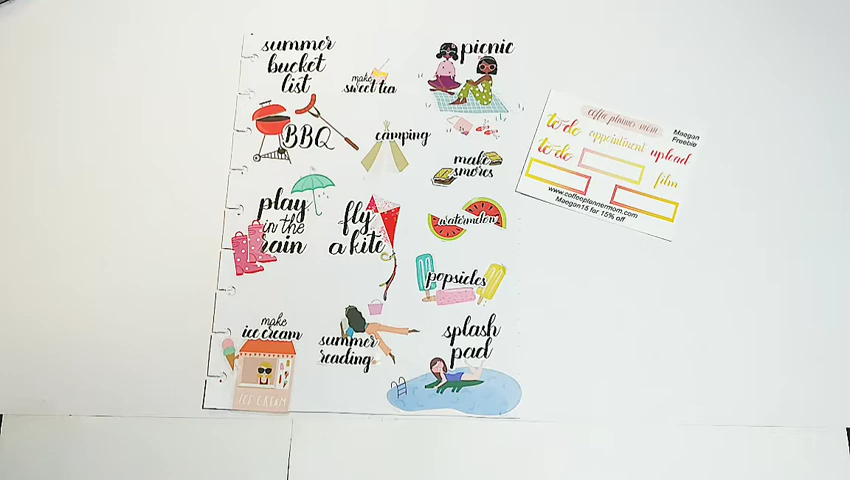 summer
bucket
list
make
sweet tea
picnic
BBQ
camping
make
smores
play
in the
rain
fly
a kite
watermelon
popsicles
make
ice cream
ICE CREAM
summer
reading
splash
pad
coffee planner mom
Maegan
Freebie
to do
appointment
upload
to do
film
www.coffeeplannermom.com
Maegan15 for 15% off